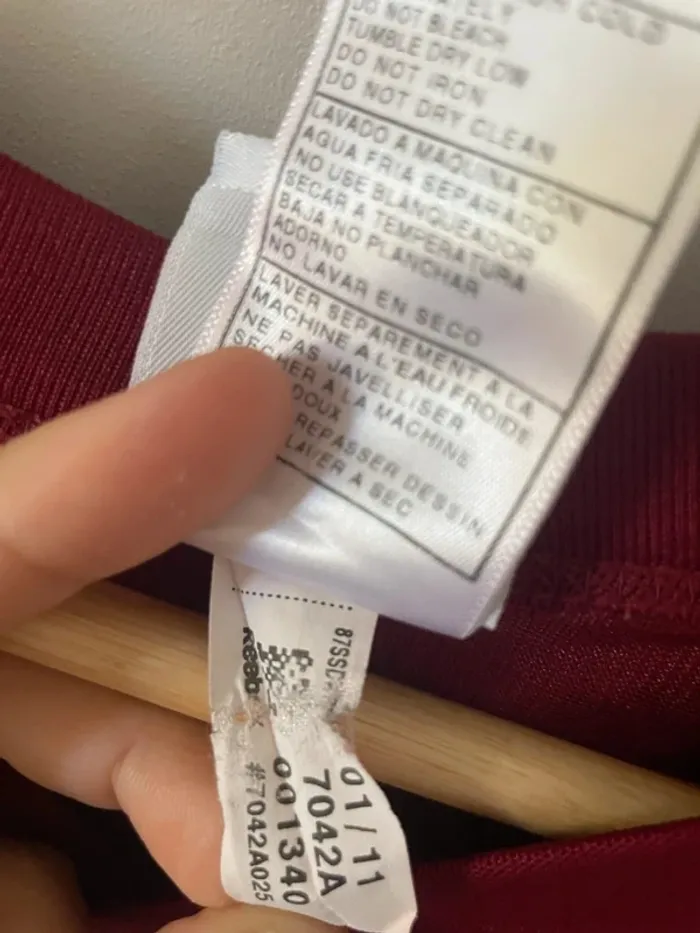 COLD
DO NOT BLEACH
TUMBLE DRY LOW
DO NOT IRON
DO NOT DRY CLEAN
LAVADO A MAQUINA CON
AGUA FRIA SEPARADO
NO USE BLANQUEADOR
SECAR A TEMPERATURA
BAJA NO PLANCHAR
ADORNO
NO LAVAR EN SECO
LAVER SEPAREMENT A LA
MACHINE A L'EAU FROIDE
NE PAS JAVELLISER
SECHER A LA MACHINE
DOUX
REPASSER DESSIN
LAVER A SEC
Reebok
01/11
7042A
001340
#7042A025